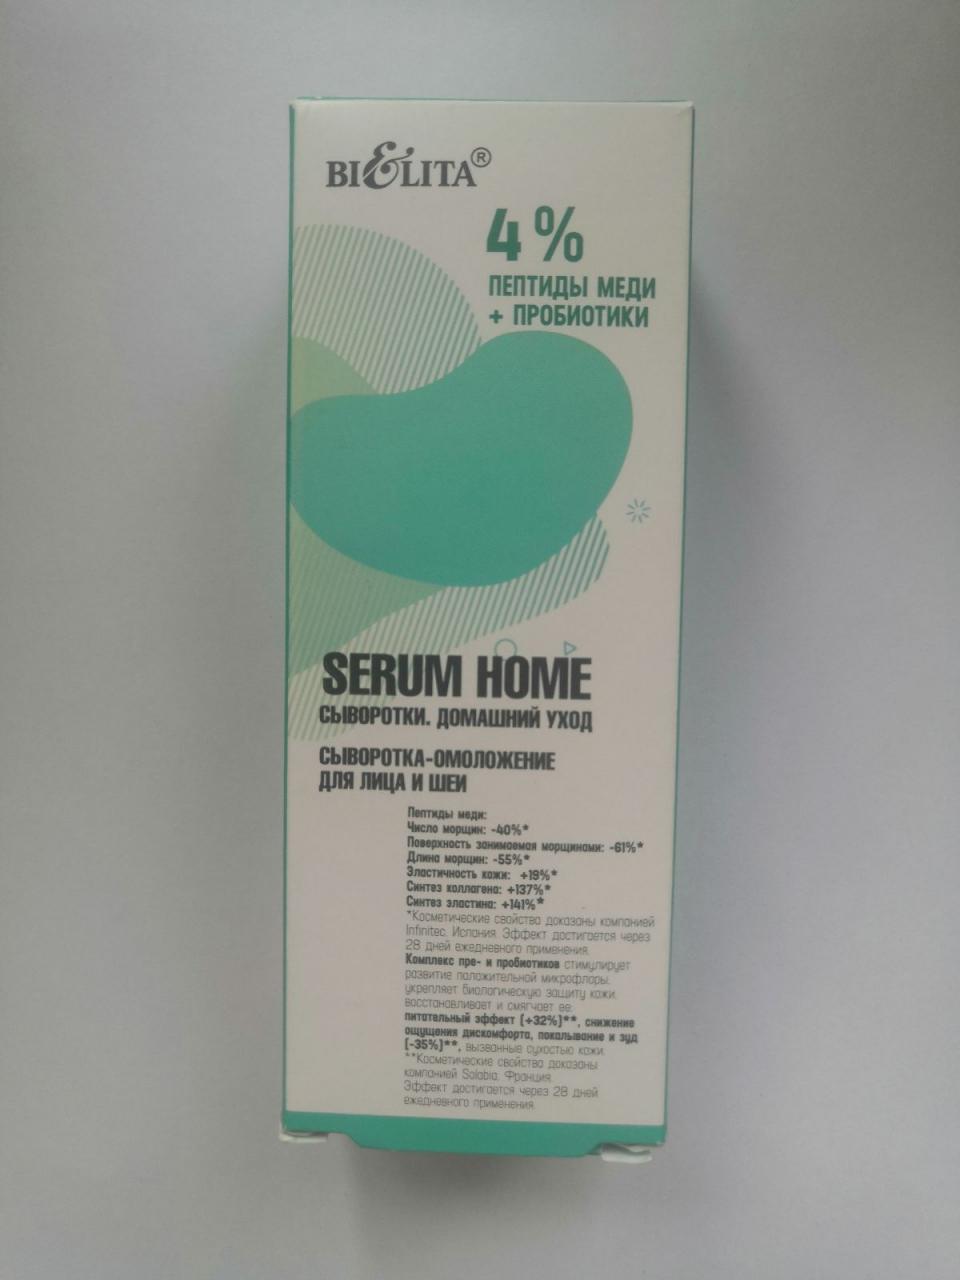 BIELITA®
4%
ПЕПТИДЫ МЕДИ
+ ПРОБИОТИКИ
SERUM HOME
СЫВОРОТКИ. ДОМАШНИЙ УХОД
СЫВОРОТКА-ОМОЛОЖЕНИЕ
ДЛЯ ЛИЦА И ШЕИ
Пептиды меди:
Число морщин: -40%*
Поверхность занимаемая морщинами: -61%*
Длина морщин: -55%*
Эластичность кожи: +19%*
Синтез коллагена: +137%*
Синтез эластина: +141%*
*Косметические свойства доказаны компанией
Infinitec, Испания. Эффект достигается через
28 дней ежедневного применения.
Комплекс пре- и пробиотиков стимулирует
развитие положительной микрофлоры,
укрепляет биологическую защиту кожи,
восстанавливает и смягчает ее:
питательный эффект (+32%)**, снижение
ощущения дискомфорта, покалывание и зуд
(-35%)**, вызванные сухостью кожи.
**Косметические свойства доказаны
компанией Solabia, Франция.
Эффект достигается через 28 дней
ежедневного применения.